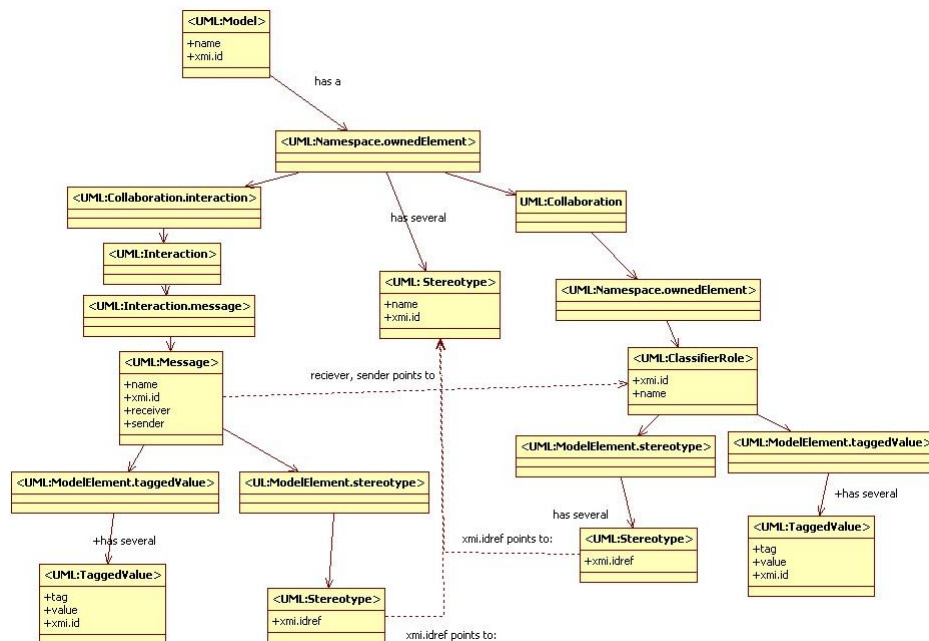 <UML:Model>
+name
+xmi.id
has a
<UML:Namespace.ownedElement>
<UML:Collaboration.interaction>
has several
UML:Collaboration
<UML:Interaction>
<UML: Stereotype>
+name
+xmi.id
<UML:Namespace.ownedElement>
<UML:Interaction.message>
<UML:Message>
+name
+xmi.id
+receiver
+sender
reciever, sender points to
<UML:ClassifierRole>
+xmi.id
+name
<UML:ModelElement.stereotype>
<UML:ModelElement.taggedValue>
<UML:ModelElement.taggedValue>
<UL:ModelElement.stereotype>
+has several
has several
+has several
xmi.idref points to:
<UML:Stereotype>
+xmi.idref
<UML:TaggedValue>
+tag
+value
+xmi.id
<UML:TaggedValue>
+tag
+value
+xmi.id
<UML:Stereotype>
+xmi.idref
xmi.idref points to: